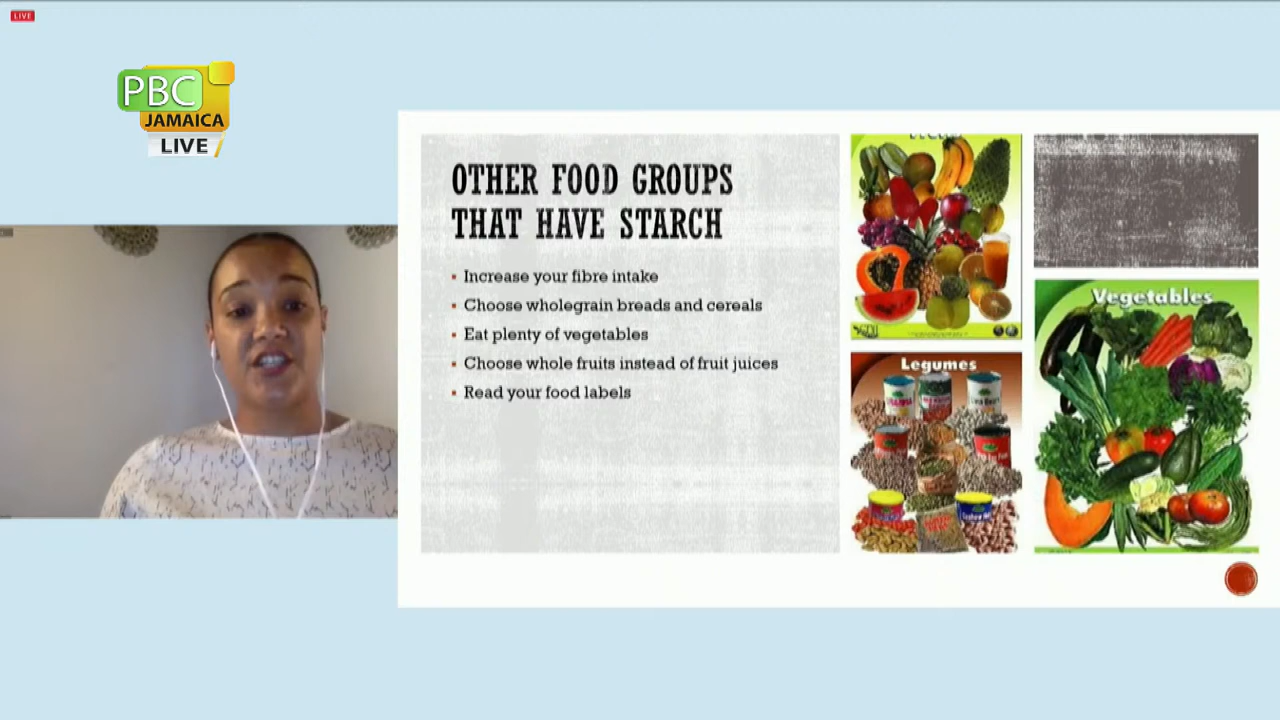 LIVE
PBC
JAMAICA
LIVE
OTHER FOOD GROUPS
THAT HAVE STARCH
▪ Increase your fibre intake
▪ Choose wholegrain breads and cereals
▪ Eat plenty of vegetables
▪ Choose whole fruits instead of fruit juices
▪ Read your food labels
Legumes
Vegetables